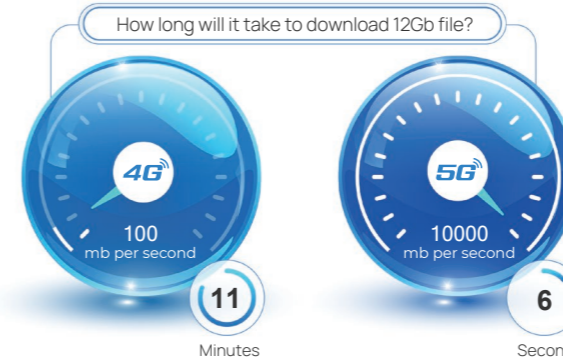 How long will it take to download 12Gb file?
4G
100
mb per second
11
Minutes
5G
10000
mb per second
6
Secon